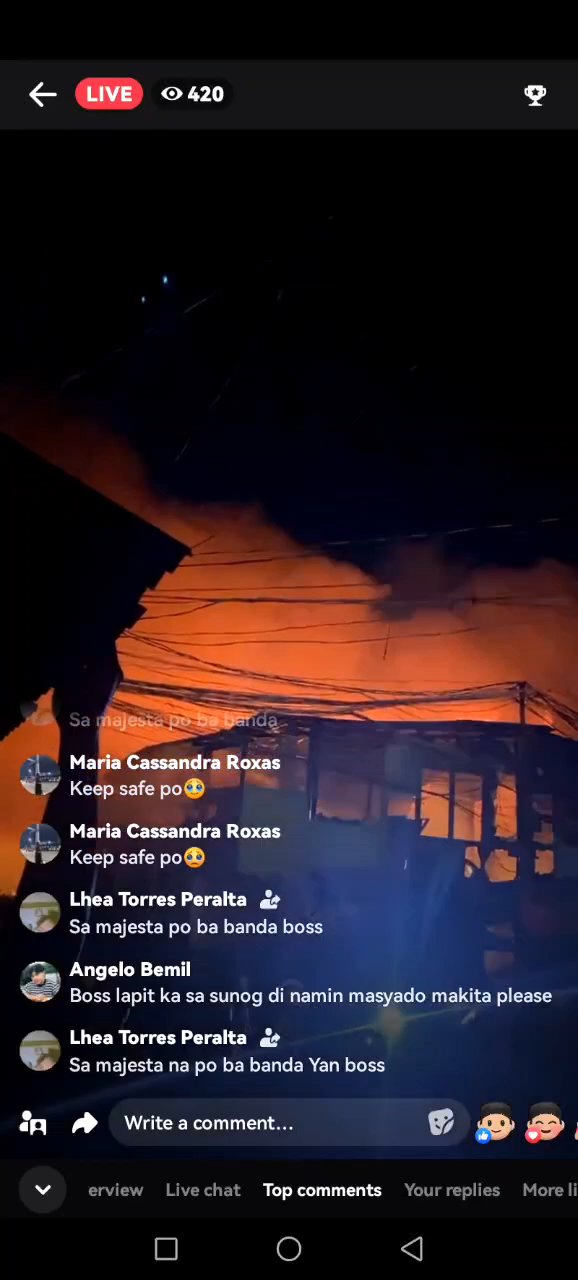 LIVE
420
Sa majesta po ba banda
Maria Cassandra Roxas
Keep safe po🥹
Maria Cassandra Roxas
Keep safe po😢
Lhea Torres Peralta
Sa majesta po ba banda boss
Angelo Bemil
Boss lapit ka sa sunog di namin masyado makita please
Lhea Torres Peralta
Sa majesta na po ba banda Yan boss
Write a comment...
erview Live chat Top comments Your replies More li